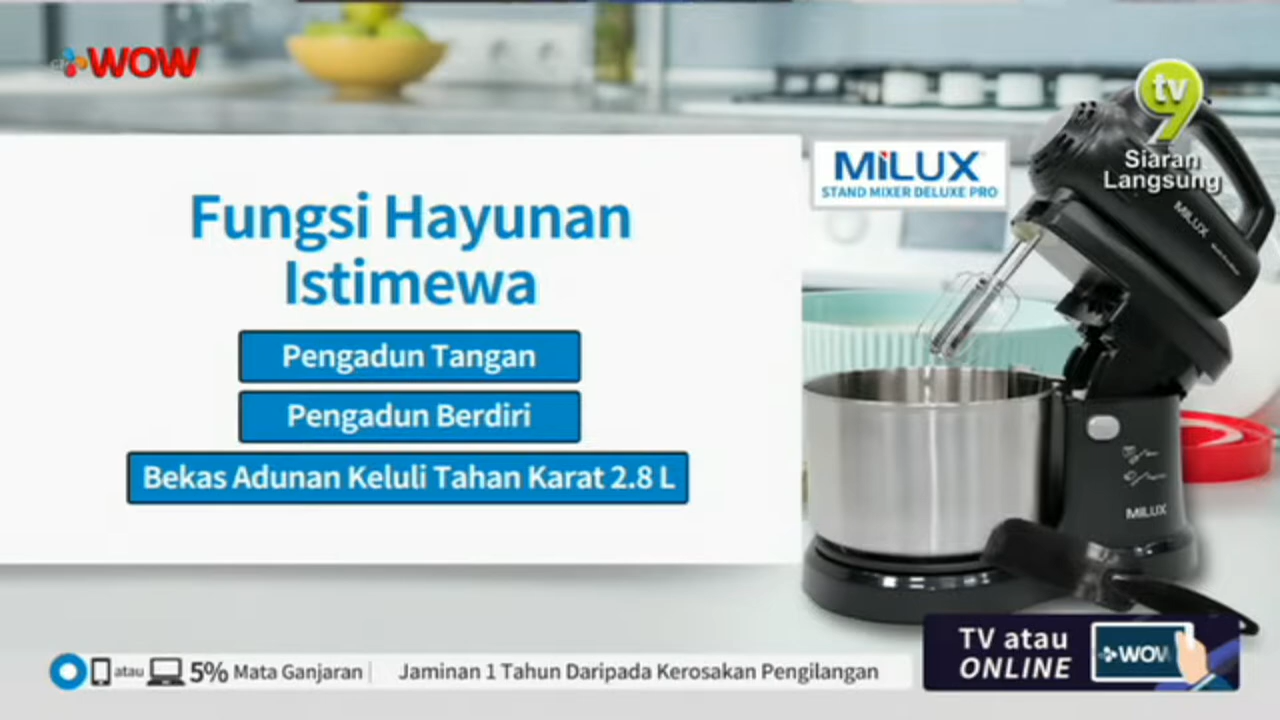 WOW
tv9
Siaran
Langsung
MILUX
STAND MIXER DELUXE PRO
Fungsi Hayunan
Istimewa
Pengadun Tangan
Pengadun Berdiri
Bekas Adunan Keluli Tahan Karat 2.8 L
MILUX
MILUX
atau 5% Mata Ganjaran
Jaminan 1 Tahun Daripada Kerosakan Pengilangan
TV atau
ONLINE
WOW